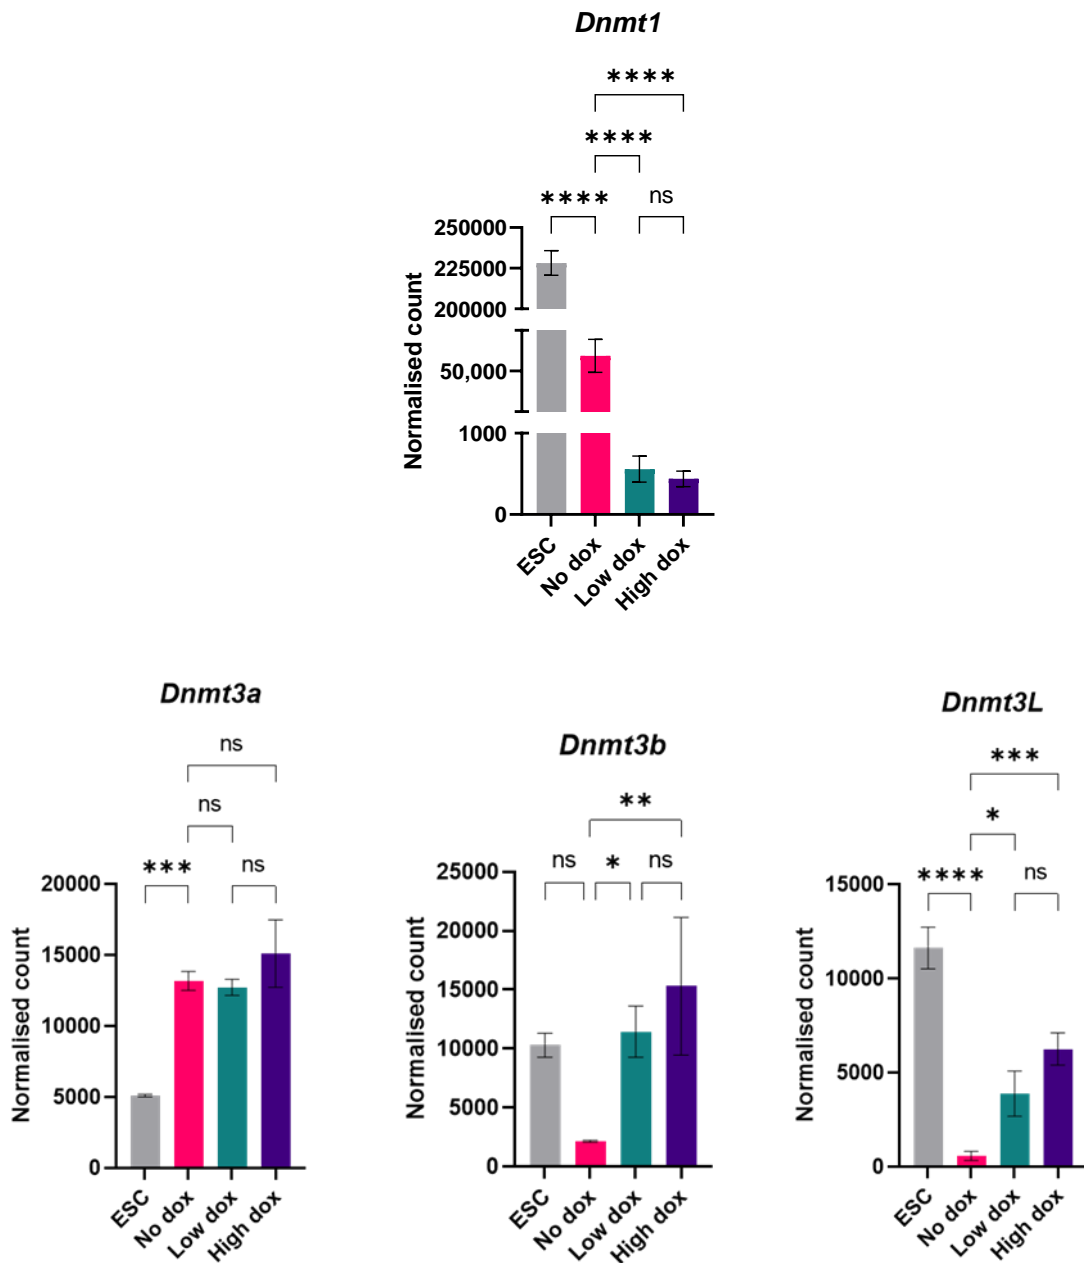 Dnmt1
****
****
**** ns
250000
225000
200000
50,000
1000
0
Normalised count
ESC
No dox
Low dox
High dox
Dnmt3a
ns
ns
*** ns
20000
15000
10000
5000
0
Normalised count
ESC
No dox
Low dox
High dox
Dnmt3b
**
ns * ns
25000
20000
15000
10000
5000
0
Normalised count
ESC
No dox
Low dox
High dox
Dnmt3L
***
*
**** ns
15000
10000
5000
0
Normalised count
ESC
No dox
Low dox
High dox